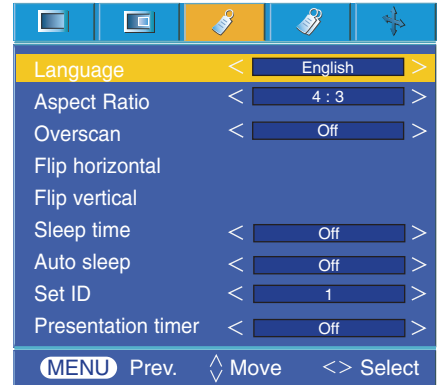 Language < English >
Aspect Ratio < 4 : 3 >
Overscan < Off >
Flip horizontal
Flip vertical
Sleep time < Off >
Auto sleep < Off >
Set ID < 1 >
Presentation timer < Off >
MENU Prev. Move <> Select